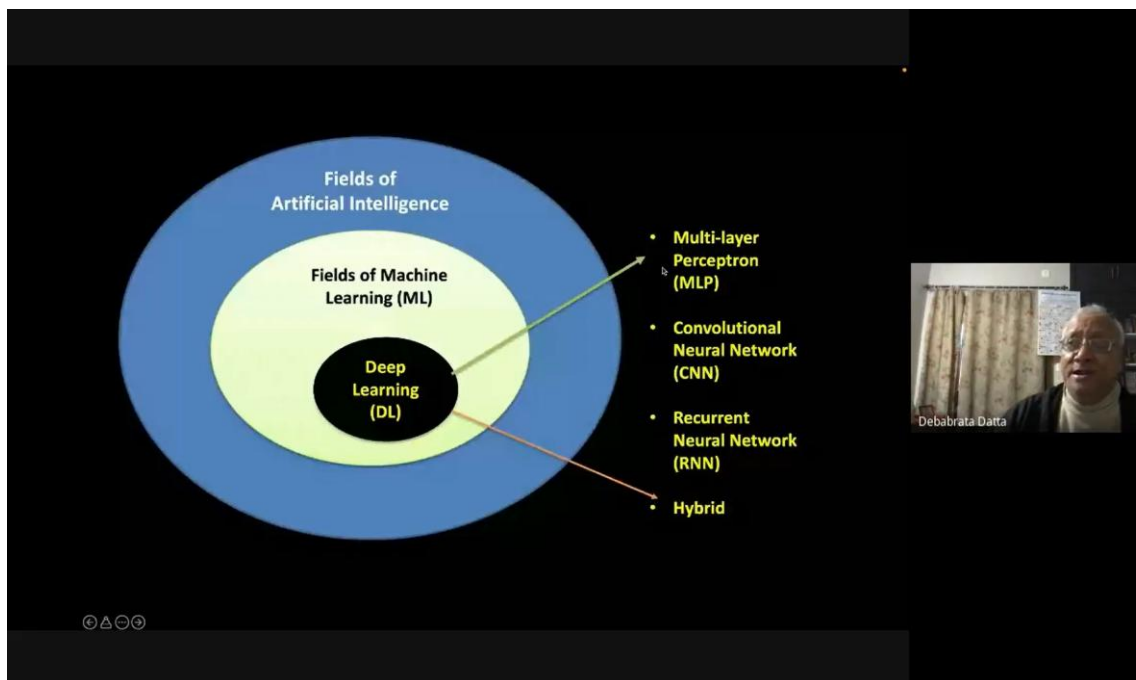 Fields of
Artificial Intelligence
Fields of Machine
Learning (ML)
Deep
Learning
(DL)
• Multi-layer
Perceptron
(MLP)
• Convolutional
Neural Network
(CNN)
• Recurrent
Neural Network
(RNN)
• Hybrid
Debabrata Datta